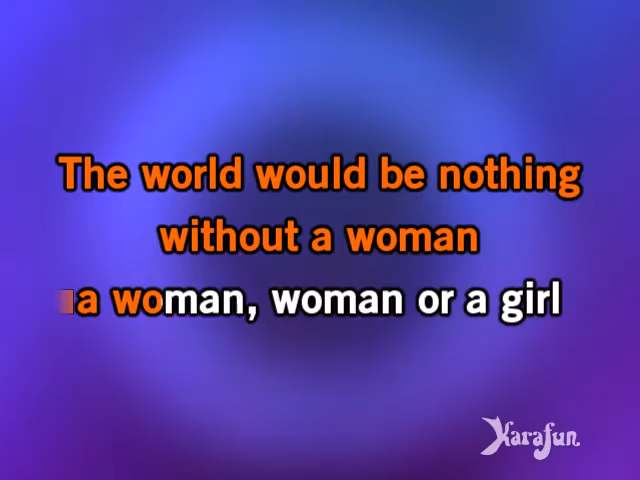 The world would be nothing
without a woman
a woman, woman or a girl
Karafun